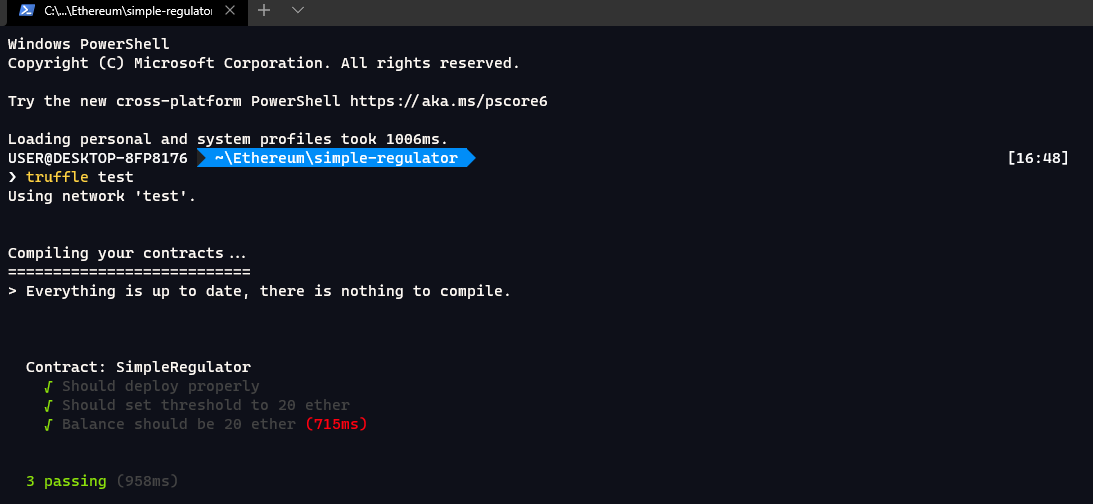 C:\...\Ethereum\simple-regulator
Windows PowerShell
Copyright (C) Microsoft Corporation. All rights reserved.
Try the new cross-platform PowerShell https://aka.ms/pscore6
Loading personal and system profiles took 1006ms.
USER@DESKTOP-8FP8176 ~\Ethereum\simple-regulator [16:48]
❯ truffle test
Using network 'test'.
Compiling your contracts...
===========================
> Everything is up to date, there is nothing to compile.
Contract: SimpleRegulator
√ Should deploy properly
√ Should set threshold to 20 ether
√ Balance should be 20 ether (715ms)
3 passing (958ms)